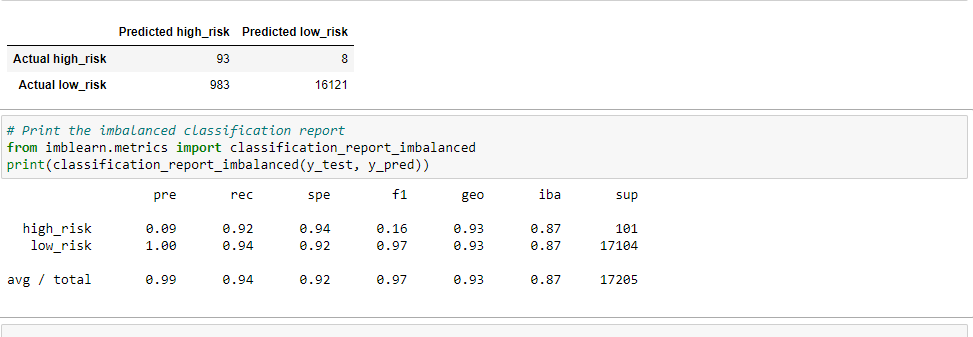 Predicted high_risk Predicted low_risk
Actual high_risk 93 8
Actual low_risk 983 16121
# Print the imbalanced classification report
from imblearn.metrics import classification_report_imbalanced
print(classification_report_imbalanced(y_test, y_pred))
pre rec spe f1 geo iba sup
high_risk 0.09 0.92 0.94 0.16 0.93 0.87 101
low_risk 1.00 0.94 0.92 0.97 0.93 0.87 17104
avg / total 0.99 0.94 0.92 0.97 0.93 0.87 17205